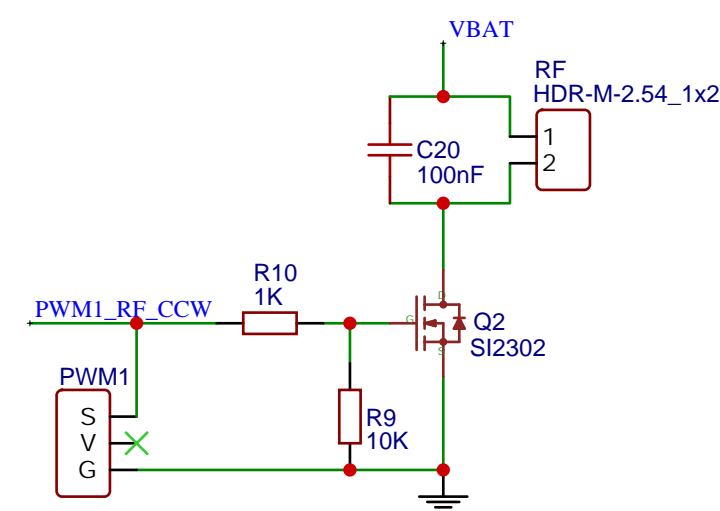 VBAT
RF
HDR-M-2.54_1x2
1
2
C20
100nF
R10
1K
PWM1_RF_CCW
D
G
S
Q2
SI2302
PWM1
S
V
G
R9
10K